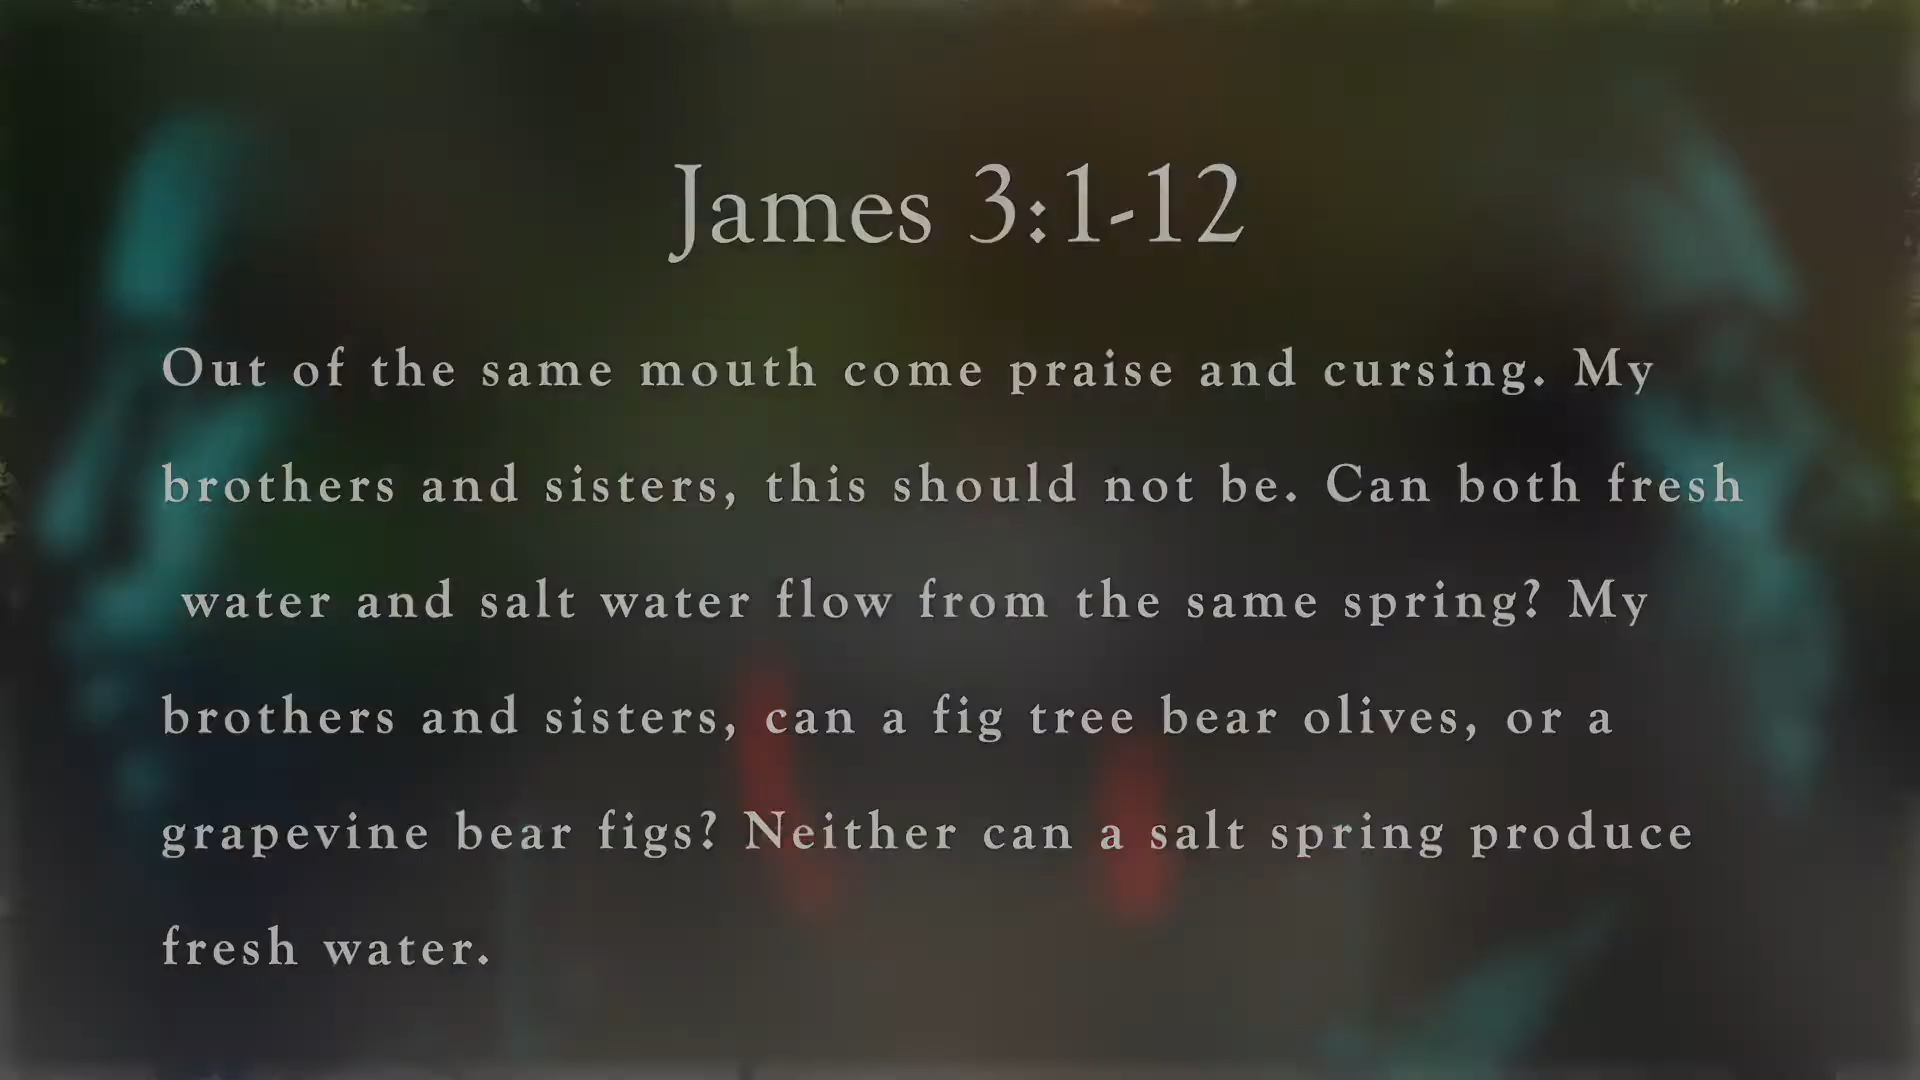 James 3:1-12
Out of the same mouth come praise and cursing. My
brothers and sisters, this should not be. Can both fresh
water and salt water flow from the same spring? My
brothers and sisters, can a fig tree bear olives, or a
grapevine bear figs? Neither can a salt spring produce
fresh water.